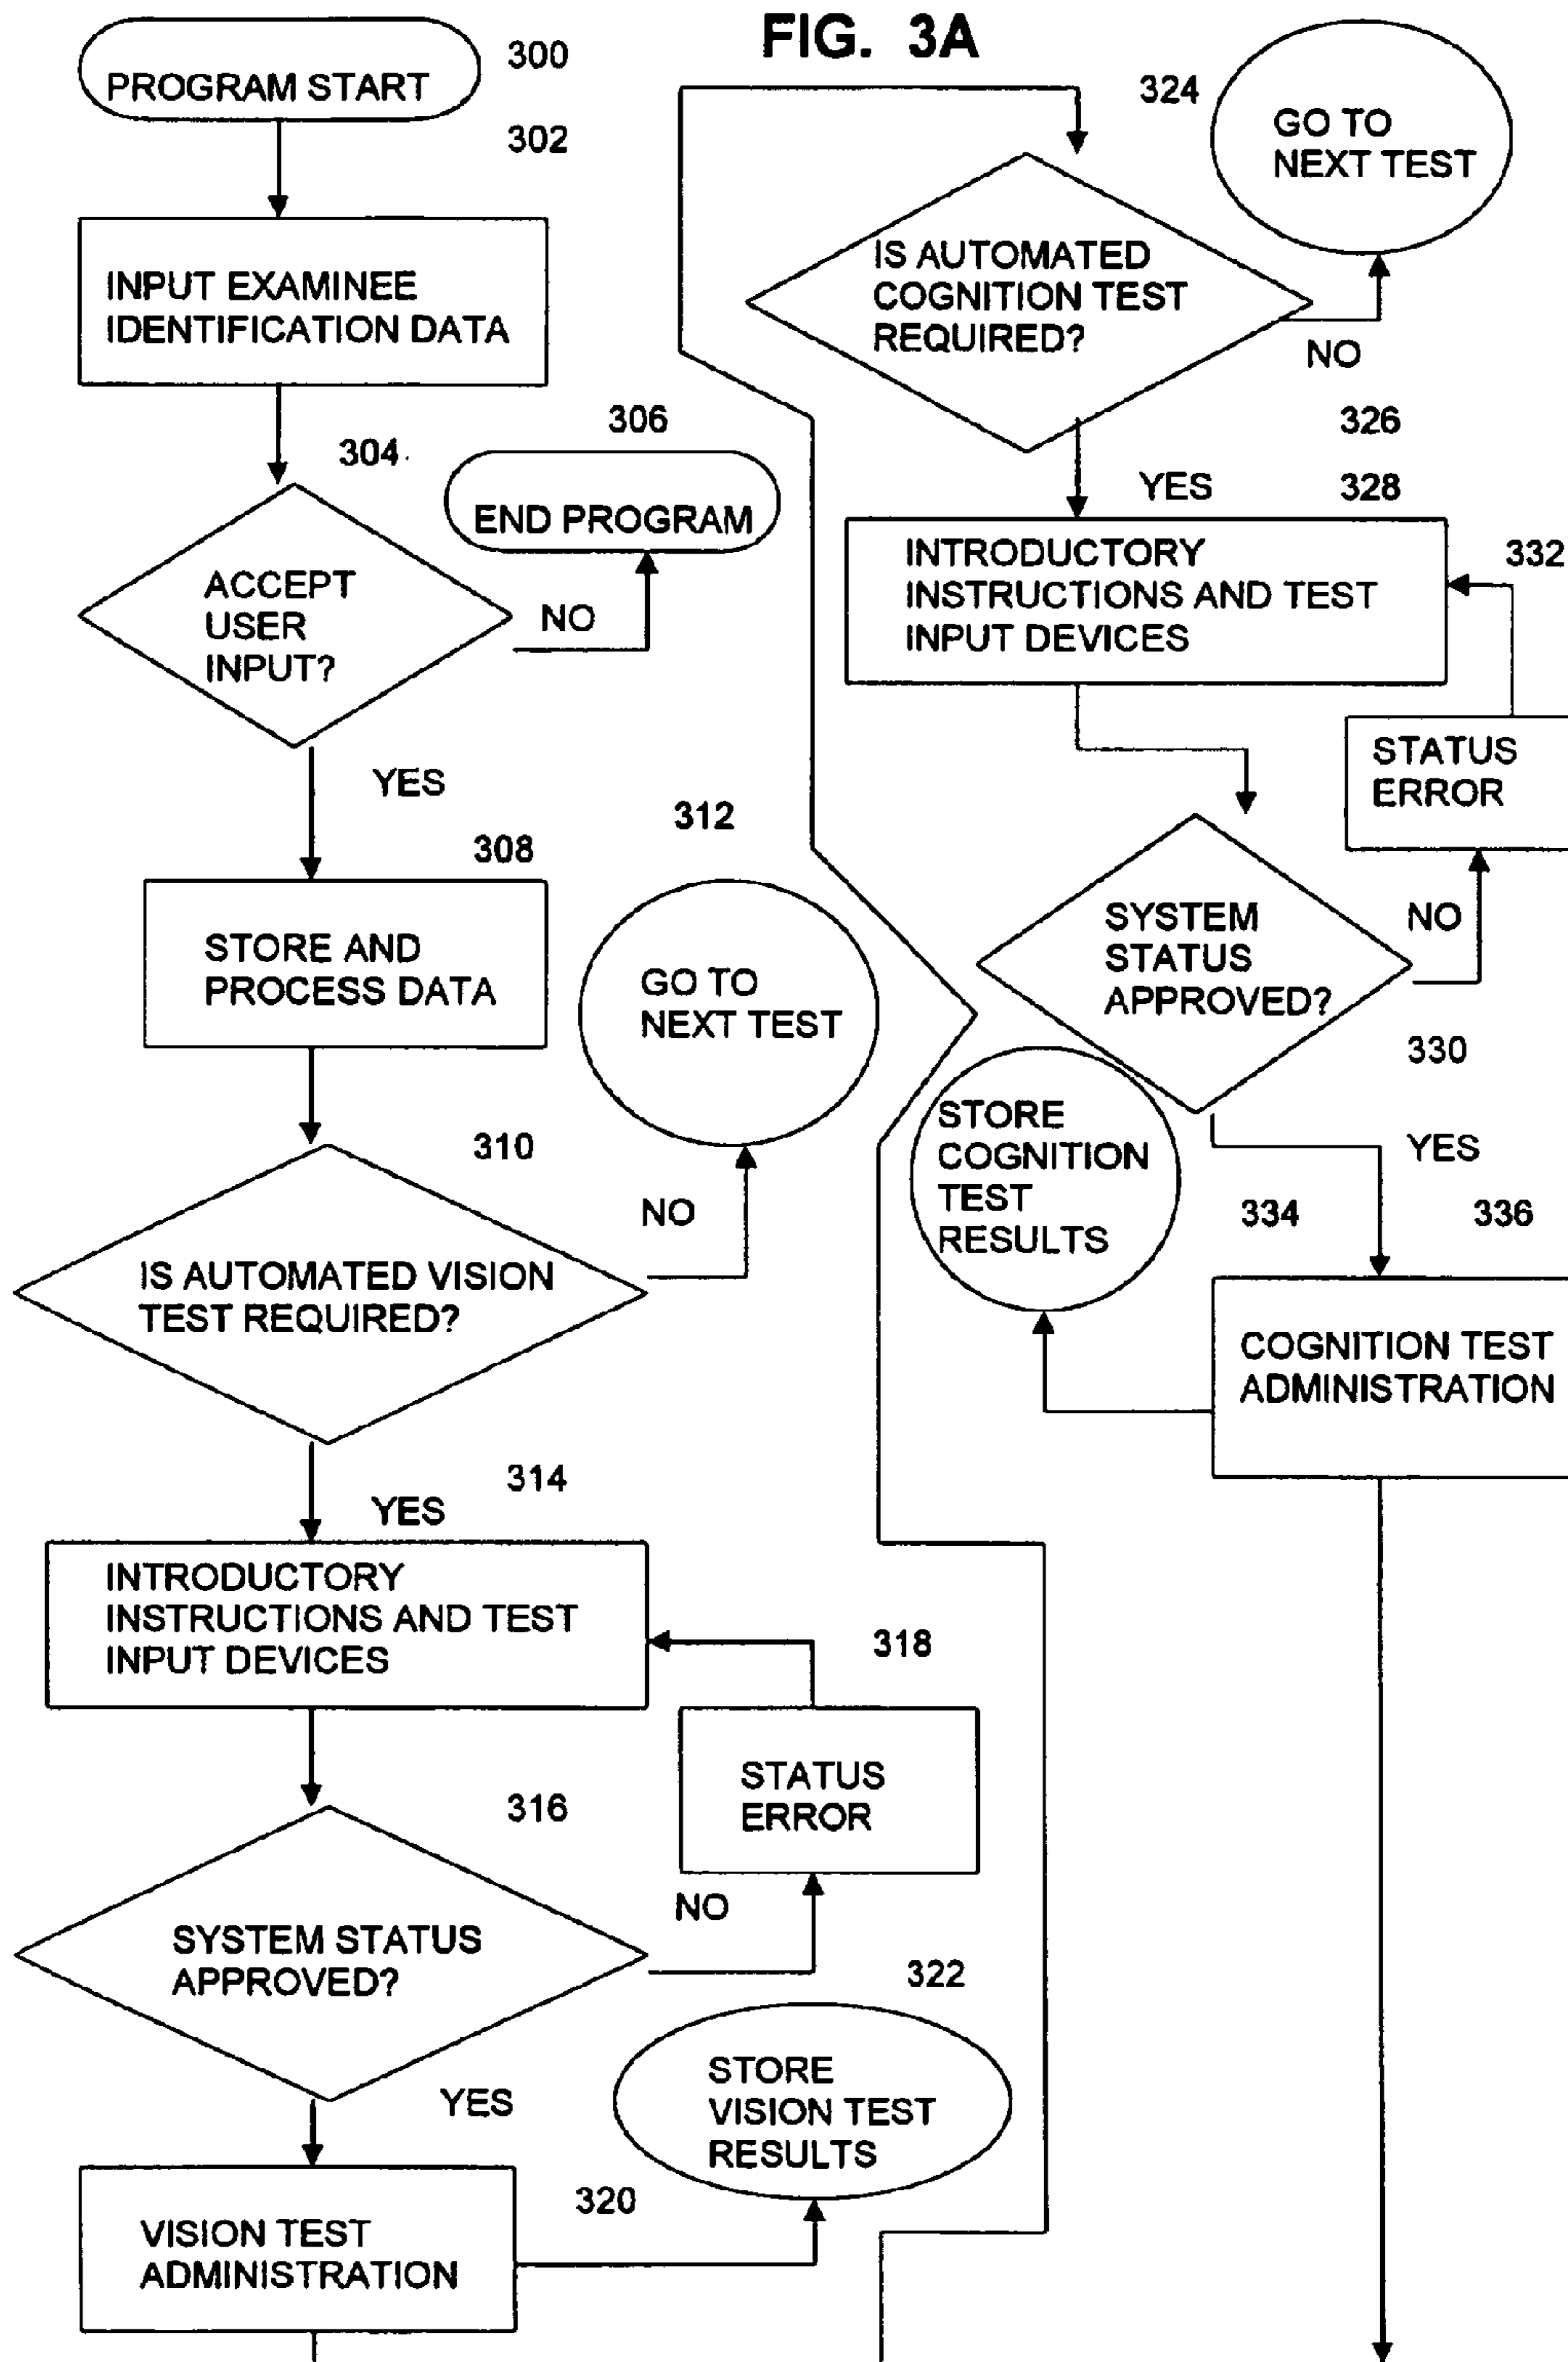 FIG. 3A
PROGRAM START
300
302
INPUT EXAMINEE
IDENTIFICATION DATA
304
306
END PROGRAM
ACCEPT
USER
INPUT?
NO
YES
308
312
STORE AND
PROCESS DATA
GO TO
NEXT TEST
310
NO
IS AUTOMATED VISION
TEST REQUIRED?
314
YES
INTRODUCTORY
INSTRUCTIONS AND TEST
INPUT DEVICES
318
STATUS
ERROR
316
NO
SYSTEM STATUS
APPROVED?
322
YES
STORE
VISION TEST
RESULTS
320
VISION TEST
ADMINISTRATION
324
GO TO
NEXT TEST
IS AUTOMATED
COGNITION TEST
REQUIRED?
NO
326
YES
328
INTRODUCTORY
INSTRUCTIONS AND TEST
INPUT DEVICES
332
STATUS
ERROR
SYSTEM
STATUS
APPROVED?
NO
330
STORE
COGNITION
TEST
RESULTS
YES
334
336
COGNITION TEST
ADMINISTRATION